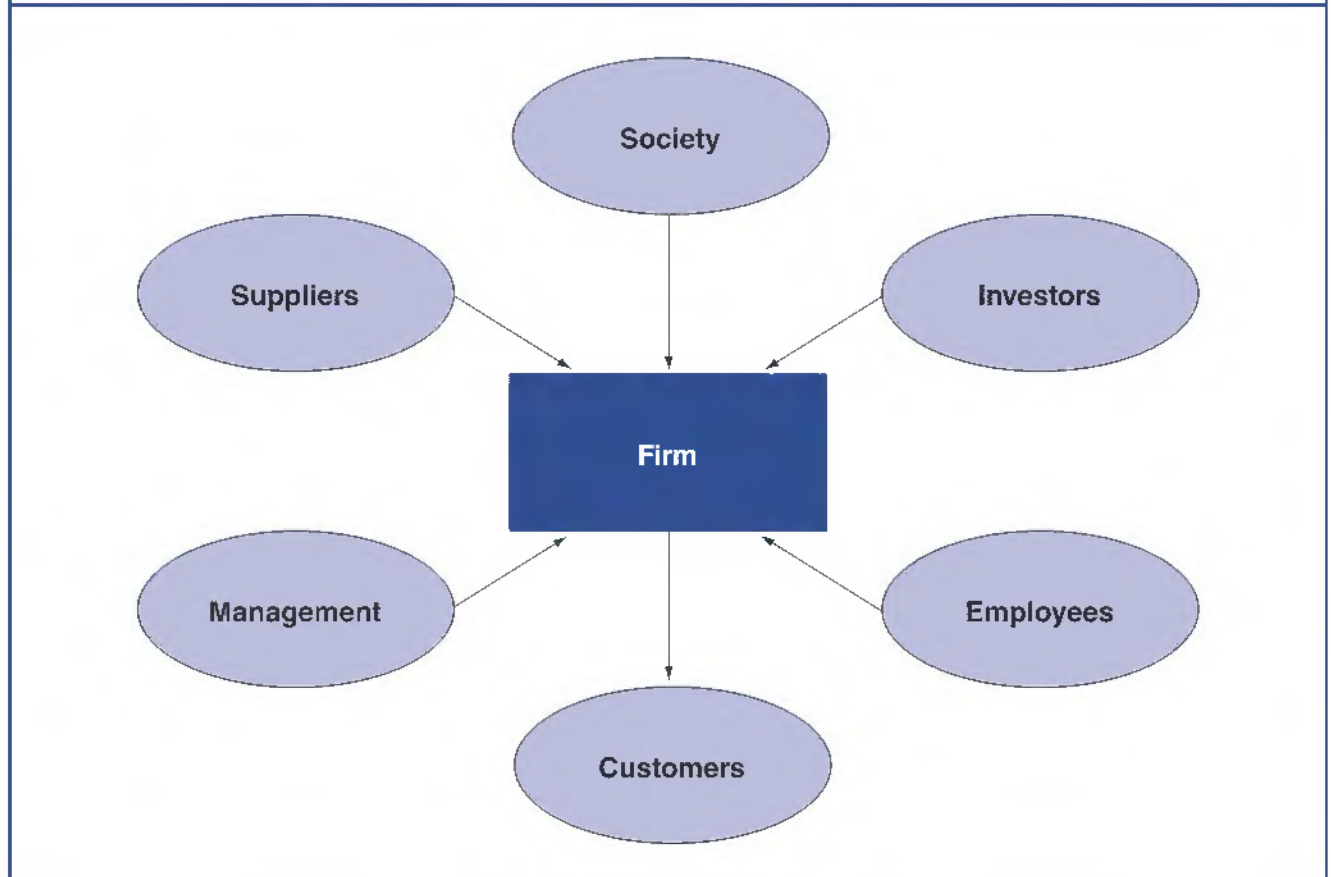 Society
Suppliers
Investors
Firm
Management
Employees
Customers